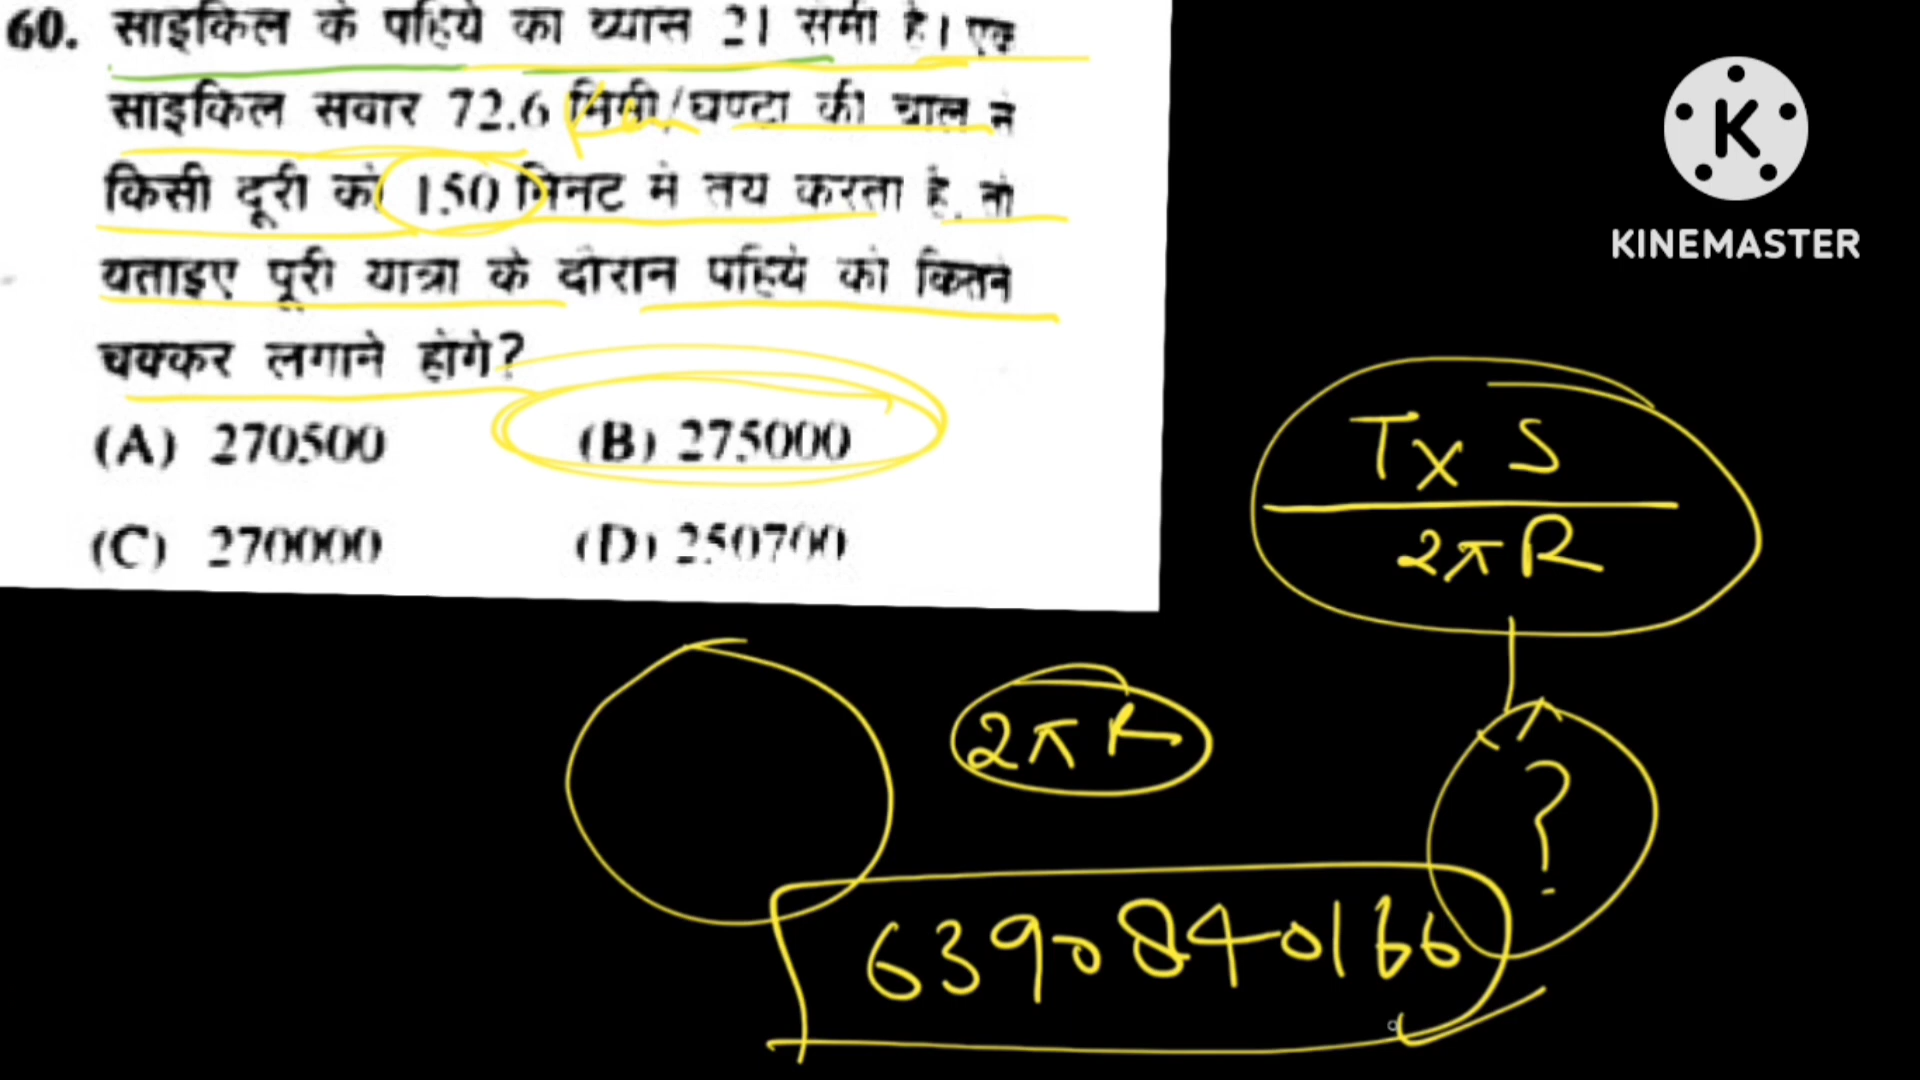 60. साइकिल के पहिये का व्यास 21 सेमी है। एक
साइकिल सवार 72.6 किमी/घण्टा की चाल से
किसी दूरी को 150 मिनट में तय करता है, तो
बताइए पूरी यात्रा के दौरान पहिये को कितने
चक्कर लगाने होंगे?
(A) 270500 (B) 275000
(C) 270000 (D) 250700
KINEMASTER
T x S
2πR
2πR
?
6390840166